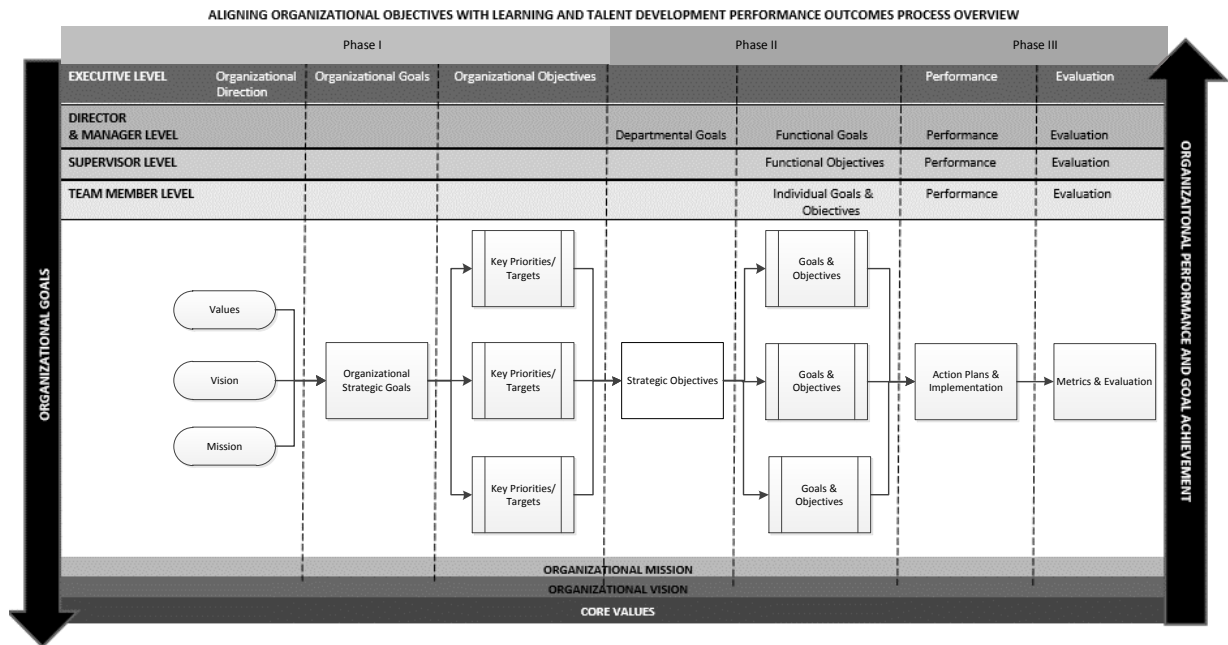 ALIGNING ORGANIZATIONAL OBJECTIVES WITH LEARNING AND TALENT DEVELOPMENT PERFORMANCE OUTCOMES PROCESS OVERVIEW
Phase I
Phase II
Phase III
EXECUTIVE LEVEL
Organizational
Direction
Organizational Goals
Organizational Objectives
Performance
Evaluation
DIRECTOR
& MANAGER LEVEL
Departmental Goals
Functional Goals
Performance
Evaluation
SUPERVISOR LEVEL
Functional Objectives
Performance
Evaluation
TEAM MEMBER LEVEL
Individual Goals &
Objectives
Performance
Evaluation
ORGANIZATIONAL GOALS
Values
Vision
Mission
Organizational
Strategic Goals
Key Priorities/
Targets
Key Priorities/
Targets
Key Priorities/
Targets
Strategic Objectives
Goals &
Objectives
Goals &
Objectives
Goals &
Objectives
Action Plans &
Implementation
Metrics & Evaluation
ORGANIZAITONAL PERFORMANCE AND GOAL ACHIEVEMENT
ORGANIZATIONAL MISSION
ORGANIZATIONAL VISION
CORE VALUES